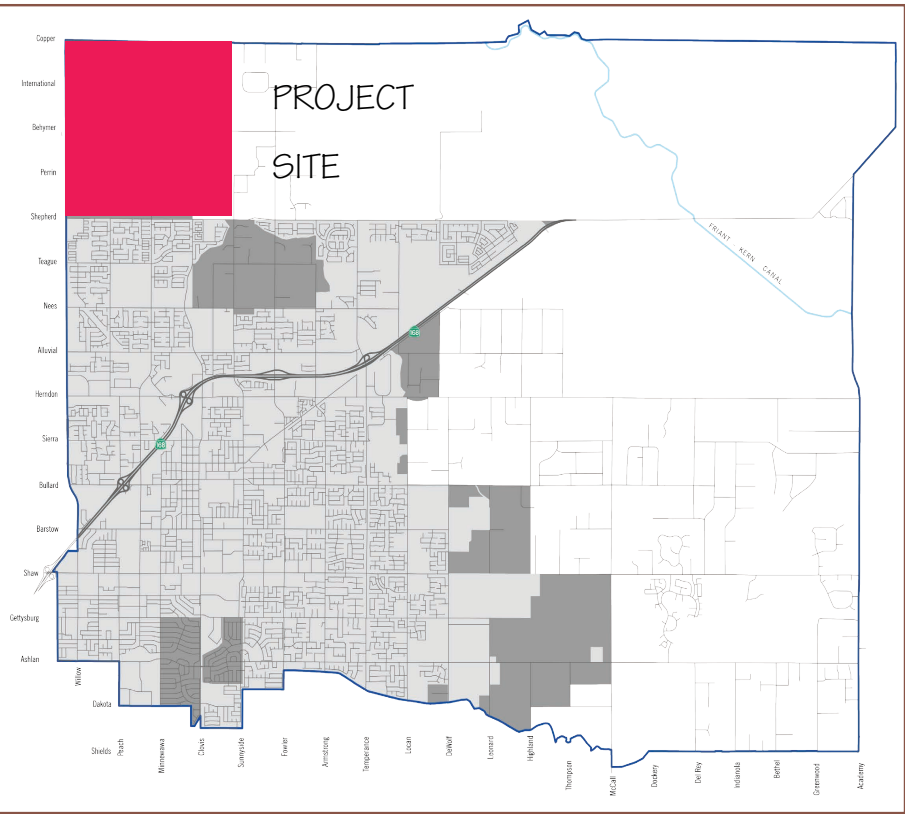 Copper
International
Behymer
Perrin
Shepherd
Teague
Nees
Alluvial
Herndon
Sierra
Bullard
Barstow
Shaw
Gettysburg
Ashlan
Dakota
Shields
PROJECT
SITE
FRIANT - KERN CANAL
168
168
Willow
Peach
Minnewawa
Clovis
Sunnyside
Fowler
Armstrong
Temperance
Locan
DeWolf
Leonard
Highland
Thompson
McCall
Dockery
Del Rey
Indianola
Bethel
Greenwood
Academy